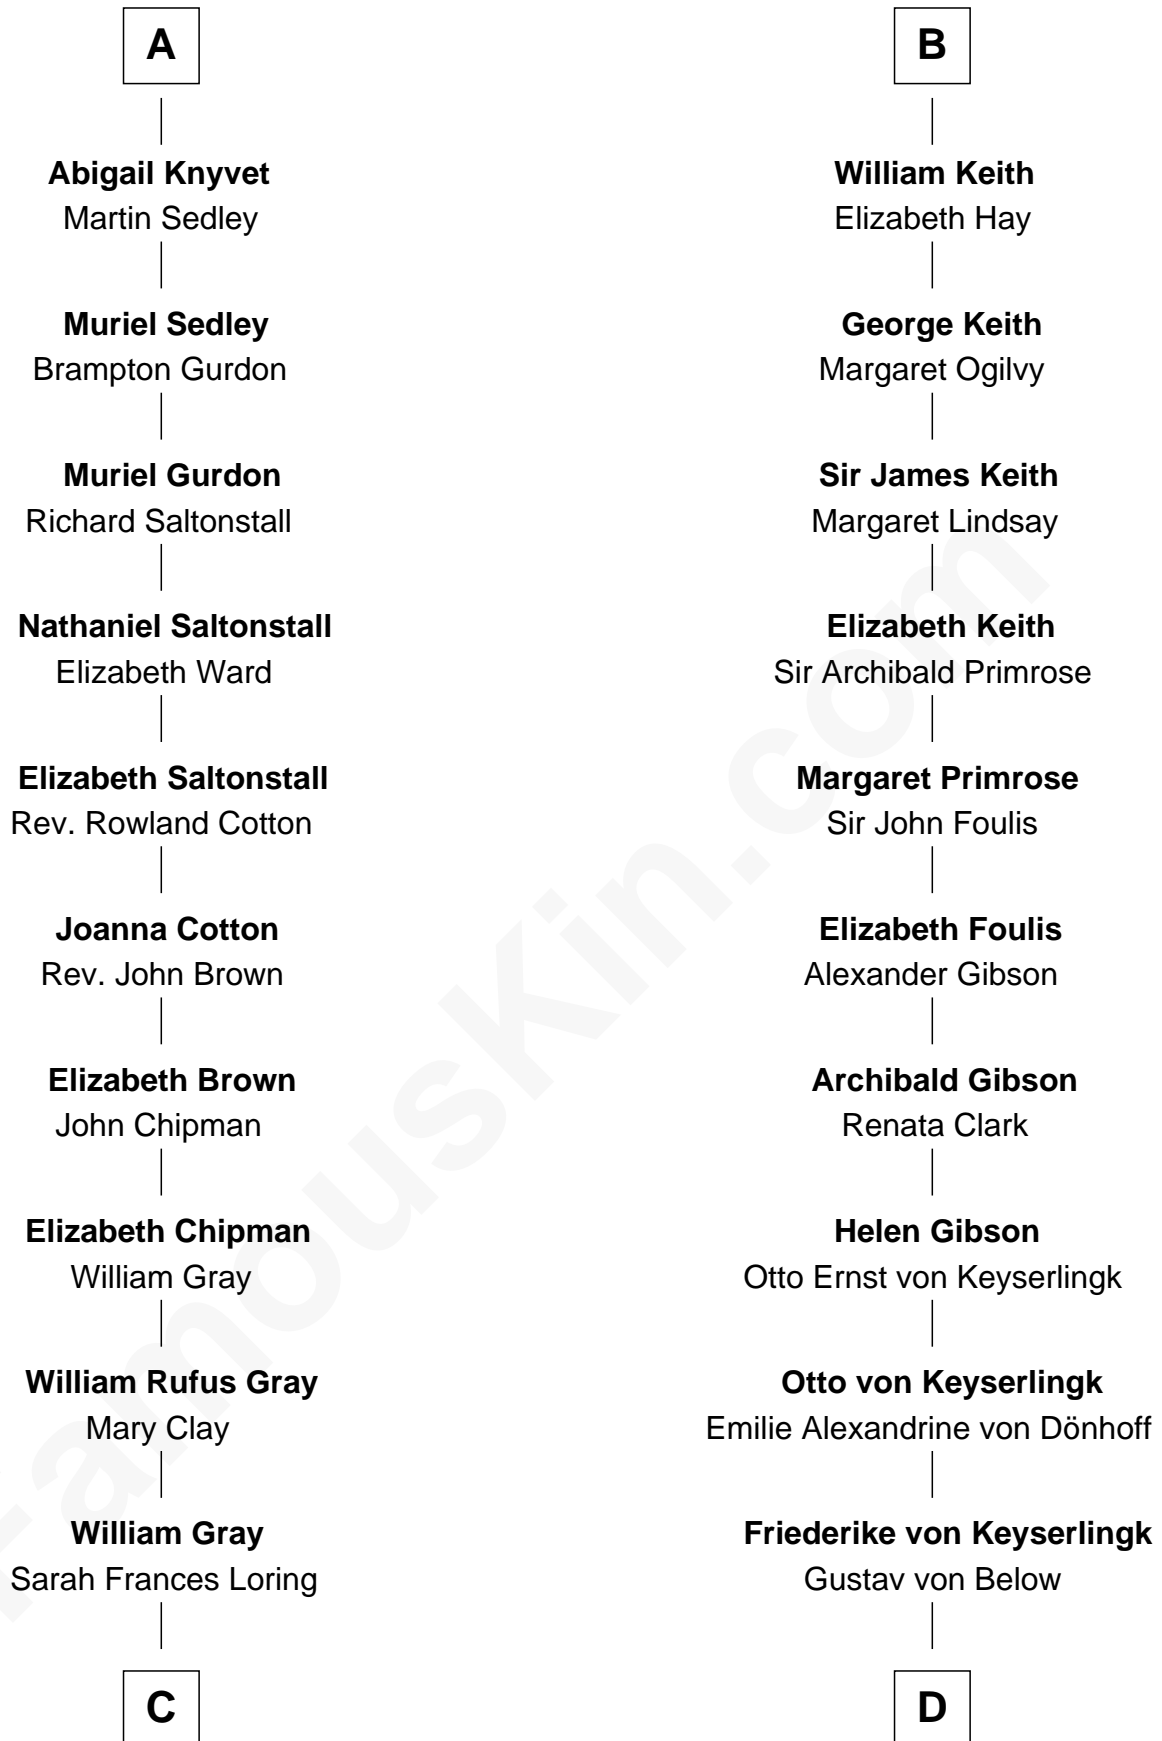 A
Abigail Knyvet
Martin Sedley
Muriel Sedley
Brampton Gurdon
Muriel Gurdon
Richard Saltonstall
Nathaniel Saltonstall
Elizabeth Ward
Elizabeth Saltonstall
Rev. Rowland Cotton
Joanna Cotton
Rev. John Brown
Elizabeth Brown
John Chipman
Elizabeth Chipman
William Gray
William Rufus Gray
Mary Clay
William Gray
Sarah Frances Loring
C
B
William Keith
Elizabeth Hay
George Keith
Margaret Ogilvy
Sir James Keith
Margaret Lindsay
Elizabeth Keith
Sir Archibald Primrose
Margaret Primrose
Sir John Foulis
Elizabeth Foulis
Alexander Gibson
Archibald Gibson
Renata Clark
Helen Gibson
Otto Ernst von Keyserlingk
Otto von Keyserlingk
Emilie Alexandrine von Dönhoff
Friederike von Keyserlingk
Gustav von Below
D
FamousKin.com